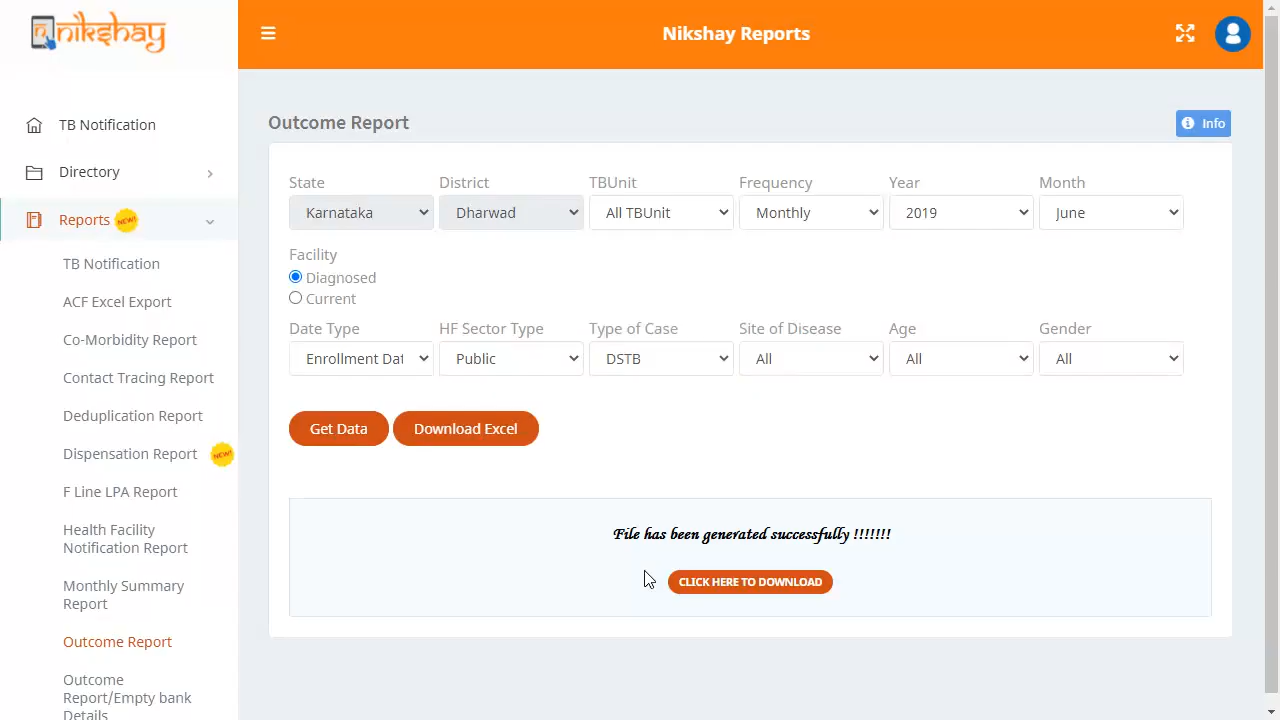 nikshay
Nikshay Reports
TB Notification
Directory
Reports NEW!
TB Notification
ACF Excel Export
Co-Morbidity Report
Contact Tracing Report
Deduplication Report
Dispensation Report NEW!
F Line LPA Report
Health Facility
Notification Report
Monthly Summary
Report
Outcome Report
Outcome
Report/Empty bank
Details
Outcome Report
Info
State District TBUnit Frequency Year Month
Karnataka Dharwad All TBUnit Monthly 2019 June
Facility
Diagnosed
Current
Date Type HF Sector Type Type of Case Site of Disease Age Gender
Enrollment Dat Public DSTB All All All
Get Data Download Excel
File has been generated successfully !!!!!!!
CLICK HERE TO DOWNLOAD